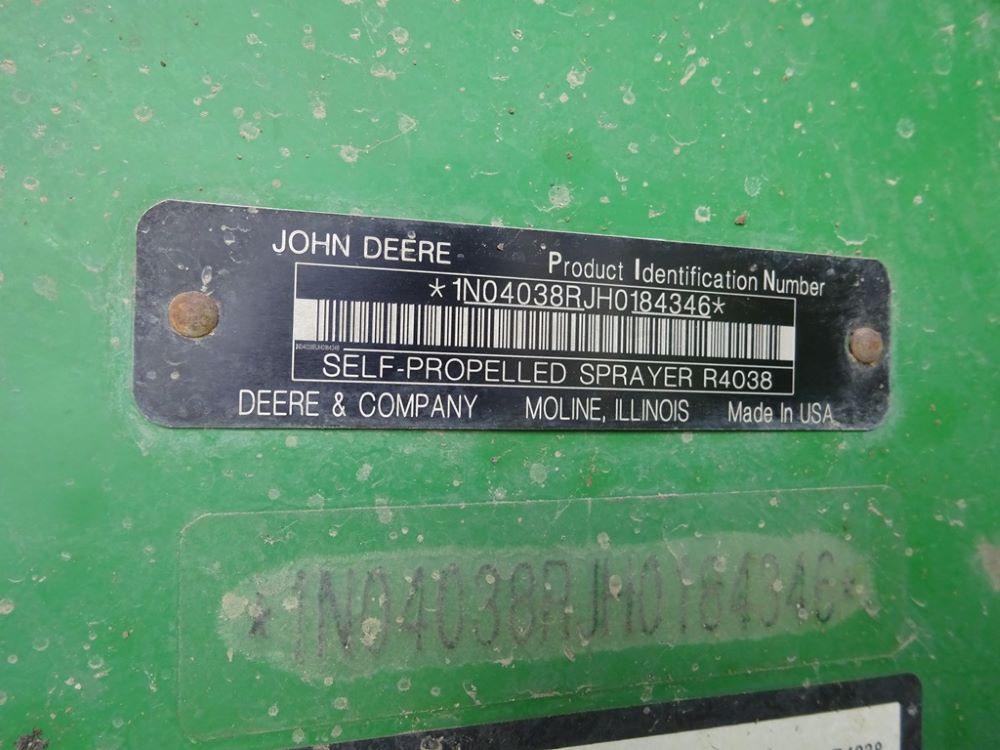 JOHN DEERE
Product Identification Number
*1N04038RJH0184346*
SELF-PROPELLED SPRAYER R4038
DEERE & COMPANY MOLINE, ILLINOIS Made In USA
*1N04038RJH0184346*